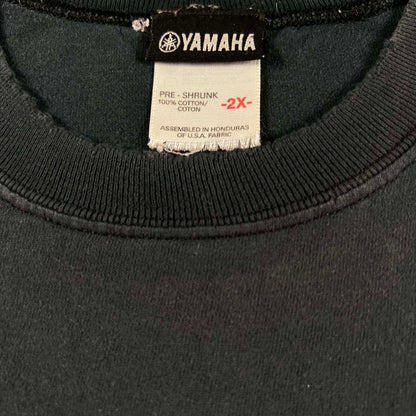 YAMAHA
PRE - SHRUNK
100% COTTON/
COTON
-2X-
ASSEMBLED IN HONDURAS
OF U.S.A. FABRIC